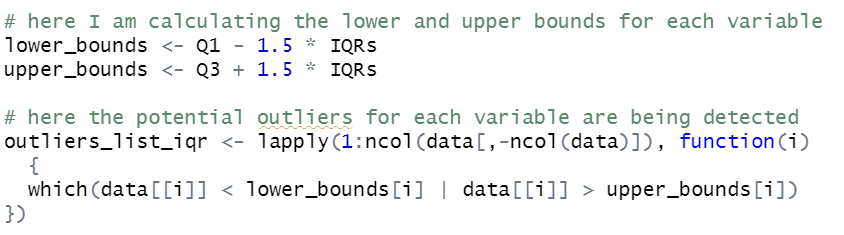 # here I am calculating the lower and upper bounds for each variable
lower_bounds <- Q1 - 1.5 * IQRs
upper_bounds <- Q3 + 1.5 * IQRs
# here the potential outliers for each variable are being detected
outliers_list_iqr <- lapply(1:ncol(data[,-ncol(data)]), function(i)
{
which(data[[i]] < lower_bounds[i] | data[[i]] > upper_bounds[i])
})